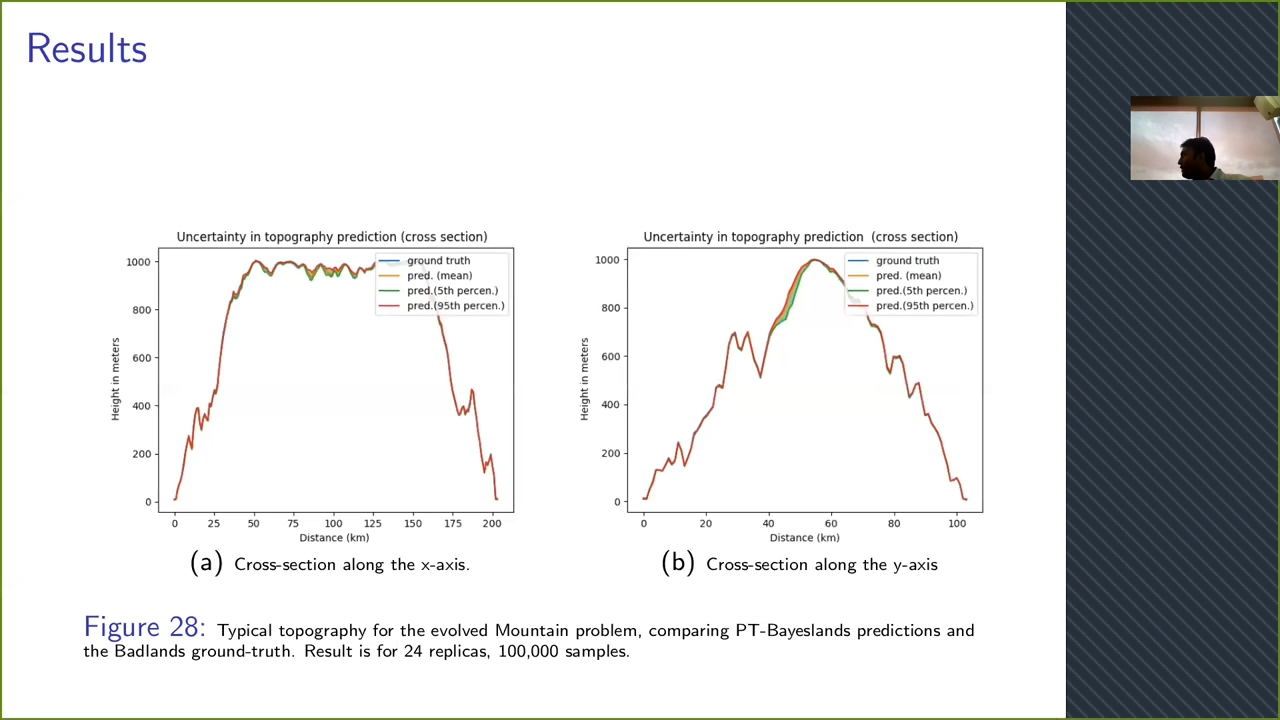 Results
Uncertainty in topography prediction (cross section)
ground truth
pred. (mean)
pred.(5th percen.)
pred.(95th percen.)
1000
800
600
400
200
0
Height in meters
0 25 50 75 100 125 150 175 200
Distance (km)
(a) Cross-section along the x-axis.
Uncertainty in topography prediction (cross section)
ground truth
pred. (mean)
pred.(5th percen.)
pred.(95th percen.)
1000
800
600
400
200
0
Height in meters
0 20 40 60 80 100
Distance (km)
(b) Cross-section along the y-axis
Figure 28: Typical topography for the evolved Mountain problem, comparing PT-Bayeslands predictions and
the Badlands ground-truth. Result is for 24 replicas, 100,000 samples.